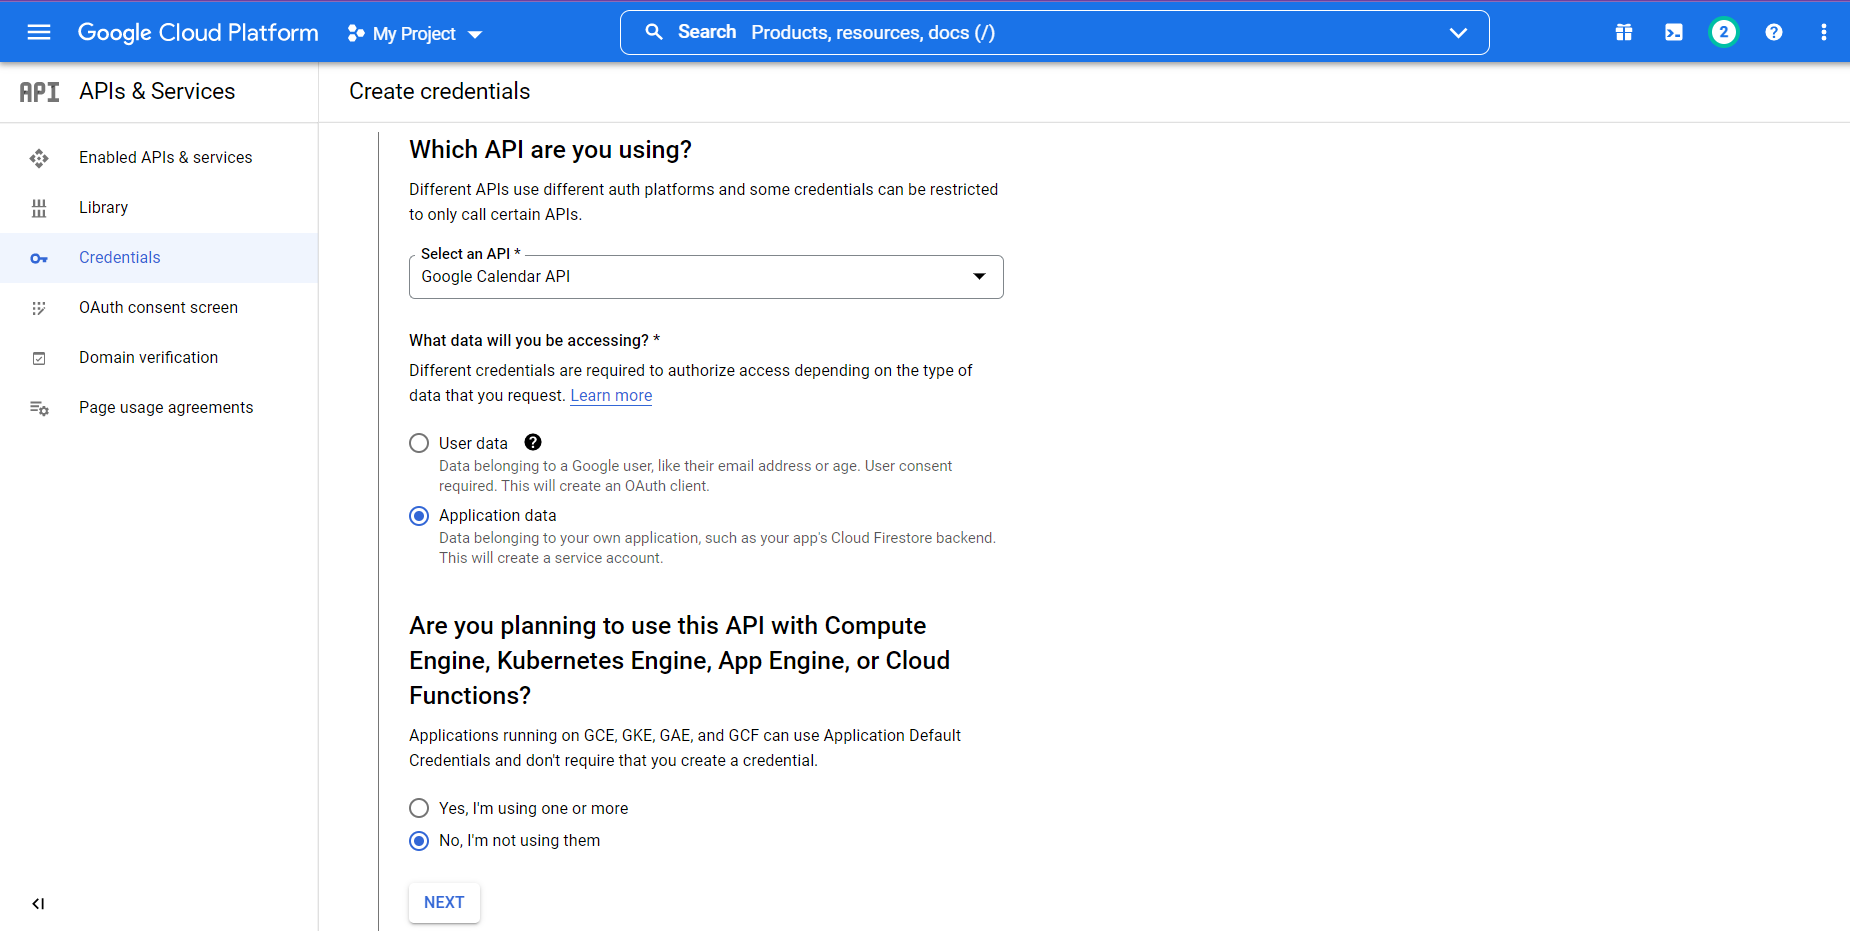 Google Cloud Platform
My Project
Search Products, resources, docs (/)
2
?
API APIs & Services
Create credentials
Enabled APIs & services
Library
Credentials
OAuth consent screen
Domain verification
Page usage agreements
Which API are you using?
Different APIs use different auth platforms and some credentials can be restricted
to only call certain APIs.
Select an API *
Google Calendar API
What data will you be accessing? *
Different credentials are required to authorize access depending on the type of
data that you request. Learn more
User data ?
Data belonging to a Google user, like their email address or age. User consent
required. This will create an OAuth client.
Application data
Data belonging to your own application, such as your app's Cloud Firestore backend.
This will create a service account.
Are you planning to use this API with Compute
Engine, Kubernetes Engine, App Engine, or Cloud
Functions?
Applications running on GCE, GKE, GAE, and GCF can use Application Default
Credentials and don't require that you create a credential.
Yes, I'm using one or more
No, I'm not using them
NEXT